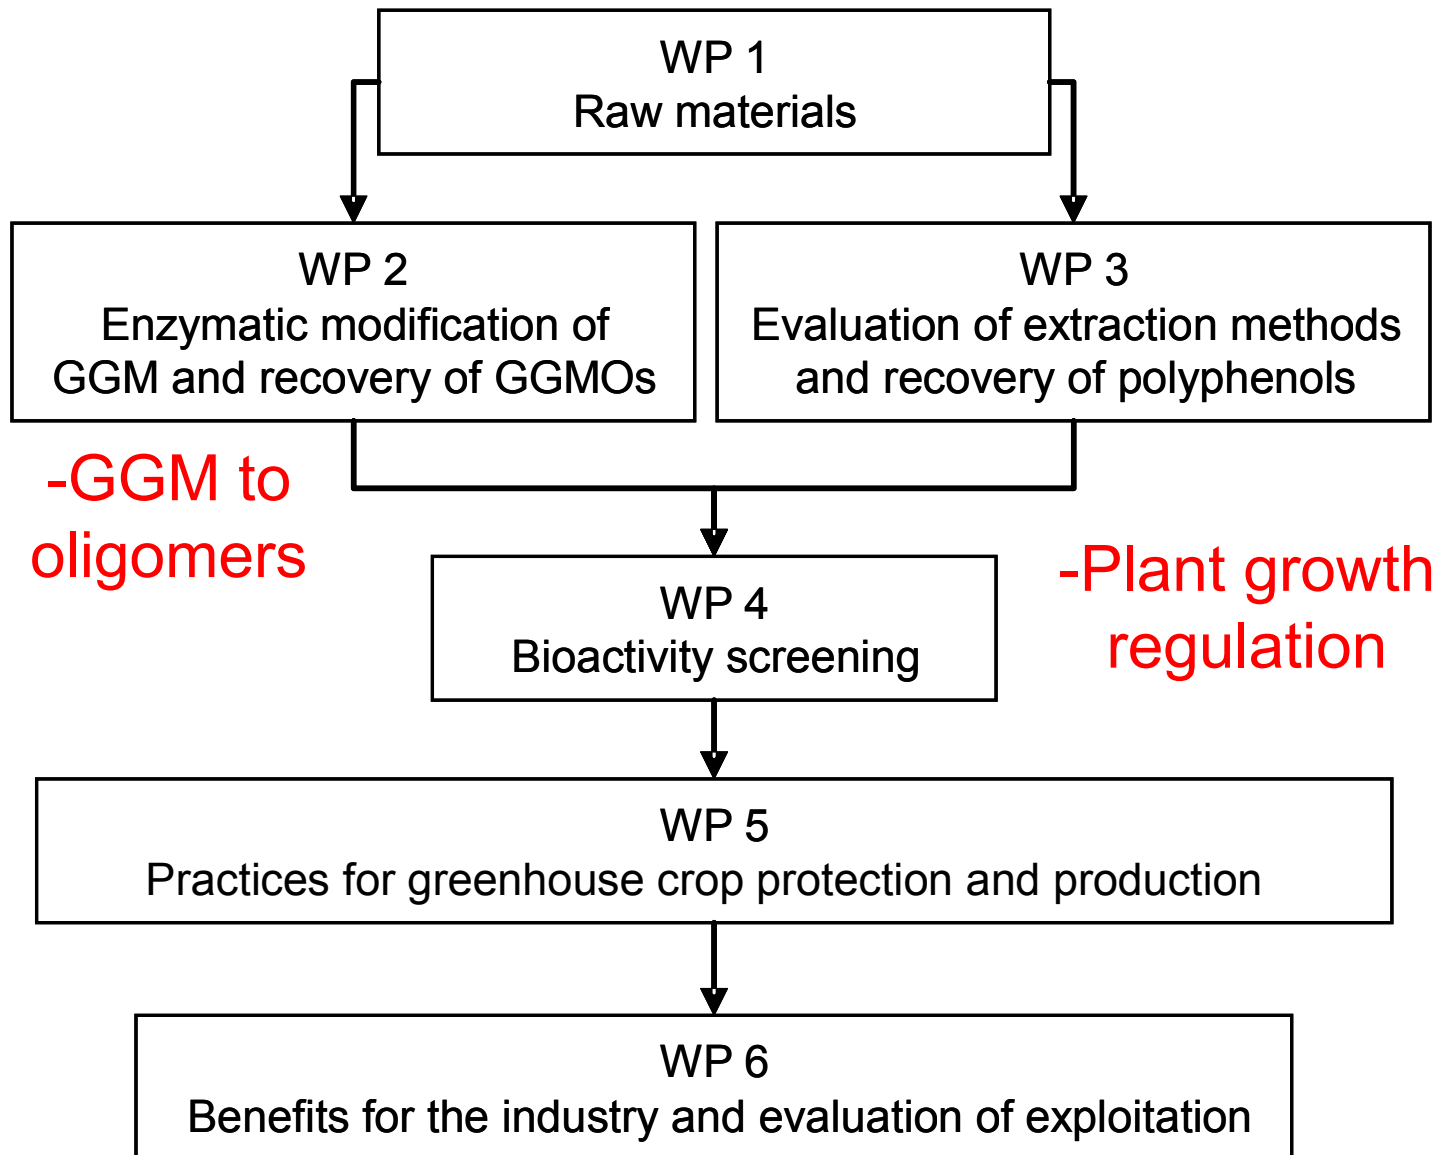 WP 1
Raw materials
WP 2
Enzymatic modification of
GGM and recovery of GGMOs
WP 3
Evaluation of extraction methods
and recovery of polyphenols
-GGM to
oligomers
-Plant growth
regulation
WP 4
Bioactivity screening
WP 5
Practices for greenhouse crop protection and production
WP 6
Benefits for the industry and evaluation of exploitation